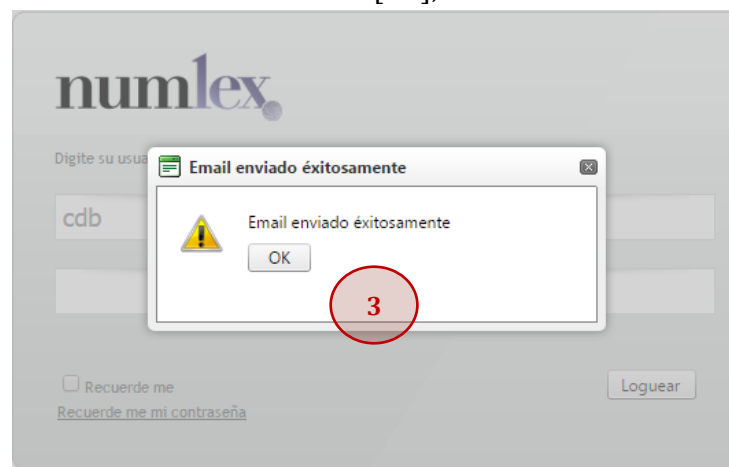 numlex
Digite su usua
Email enviado éxitosamente
cdb
Email enviado éxitosamente
OK
3
Recuerde me
Loguear
Recuerde me mi contraseña